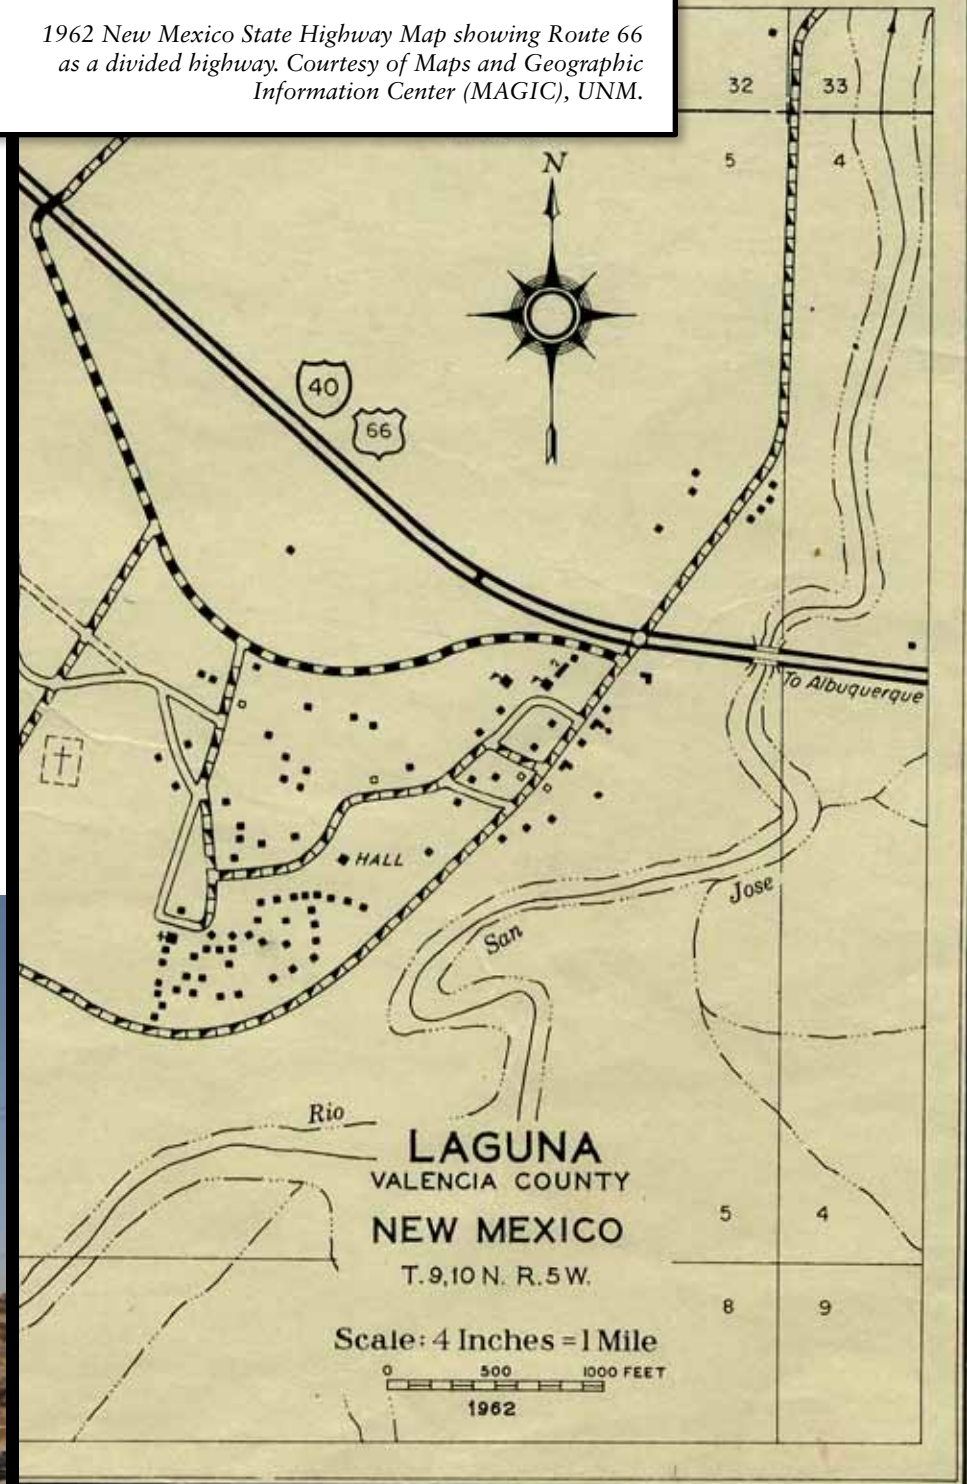 1962 New Mexico State Highway Map showing Route 66
as a divided highway. Courtesy of Maps and Geographic
Information Center (MAGIC), UNM.
32 33
5 4
N
40
66
2
To Albuquerque
HALL
Jose
San
Rio
LAGUNA
VALENCIA COUNTY
NEW MEXICO
5 4
T. 9,10 N. R. 5 W.
8 9
Scale: 4 Inches = 1 Mile
0 500 1000 FEET
1962